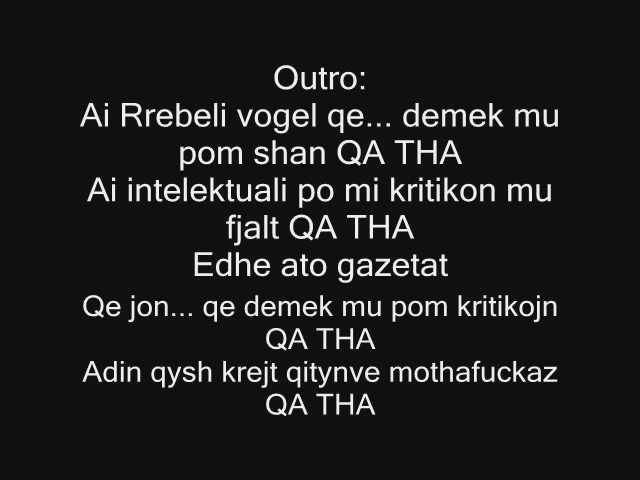 Outro:
Ai Rrebeli vogel qe... demek mu
pom shan QA THA
Ai intelektuali po mi kritikon mu
fjalt QA THA
Edhe ato gazetat
Qe jon... qe demek mu pom kritikojn
QA THA
Adin qysh krejt qitynve mothafuckaz
QA THA